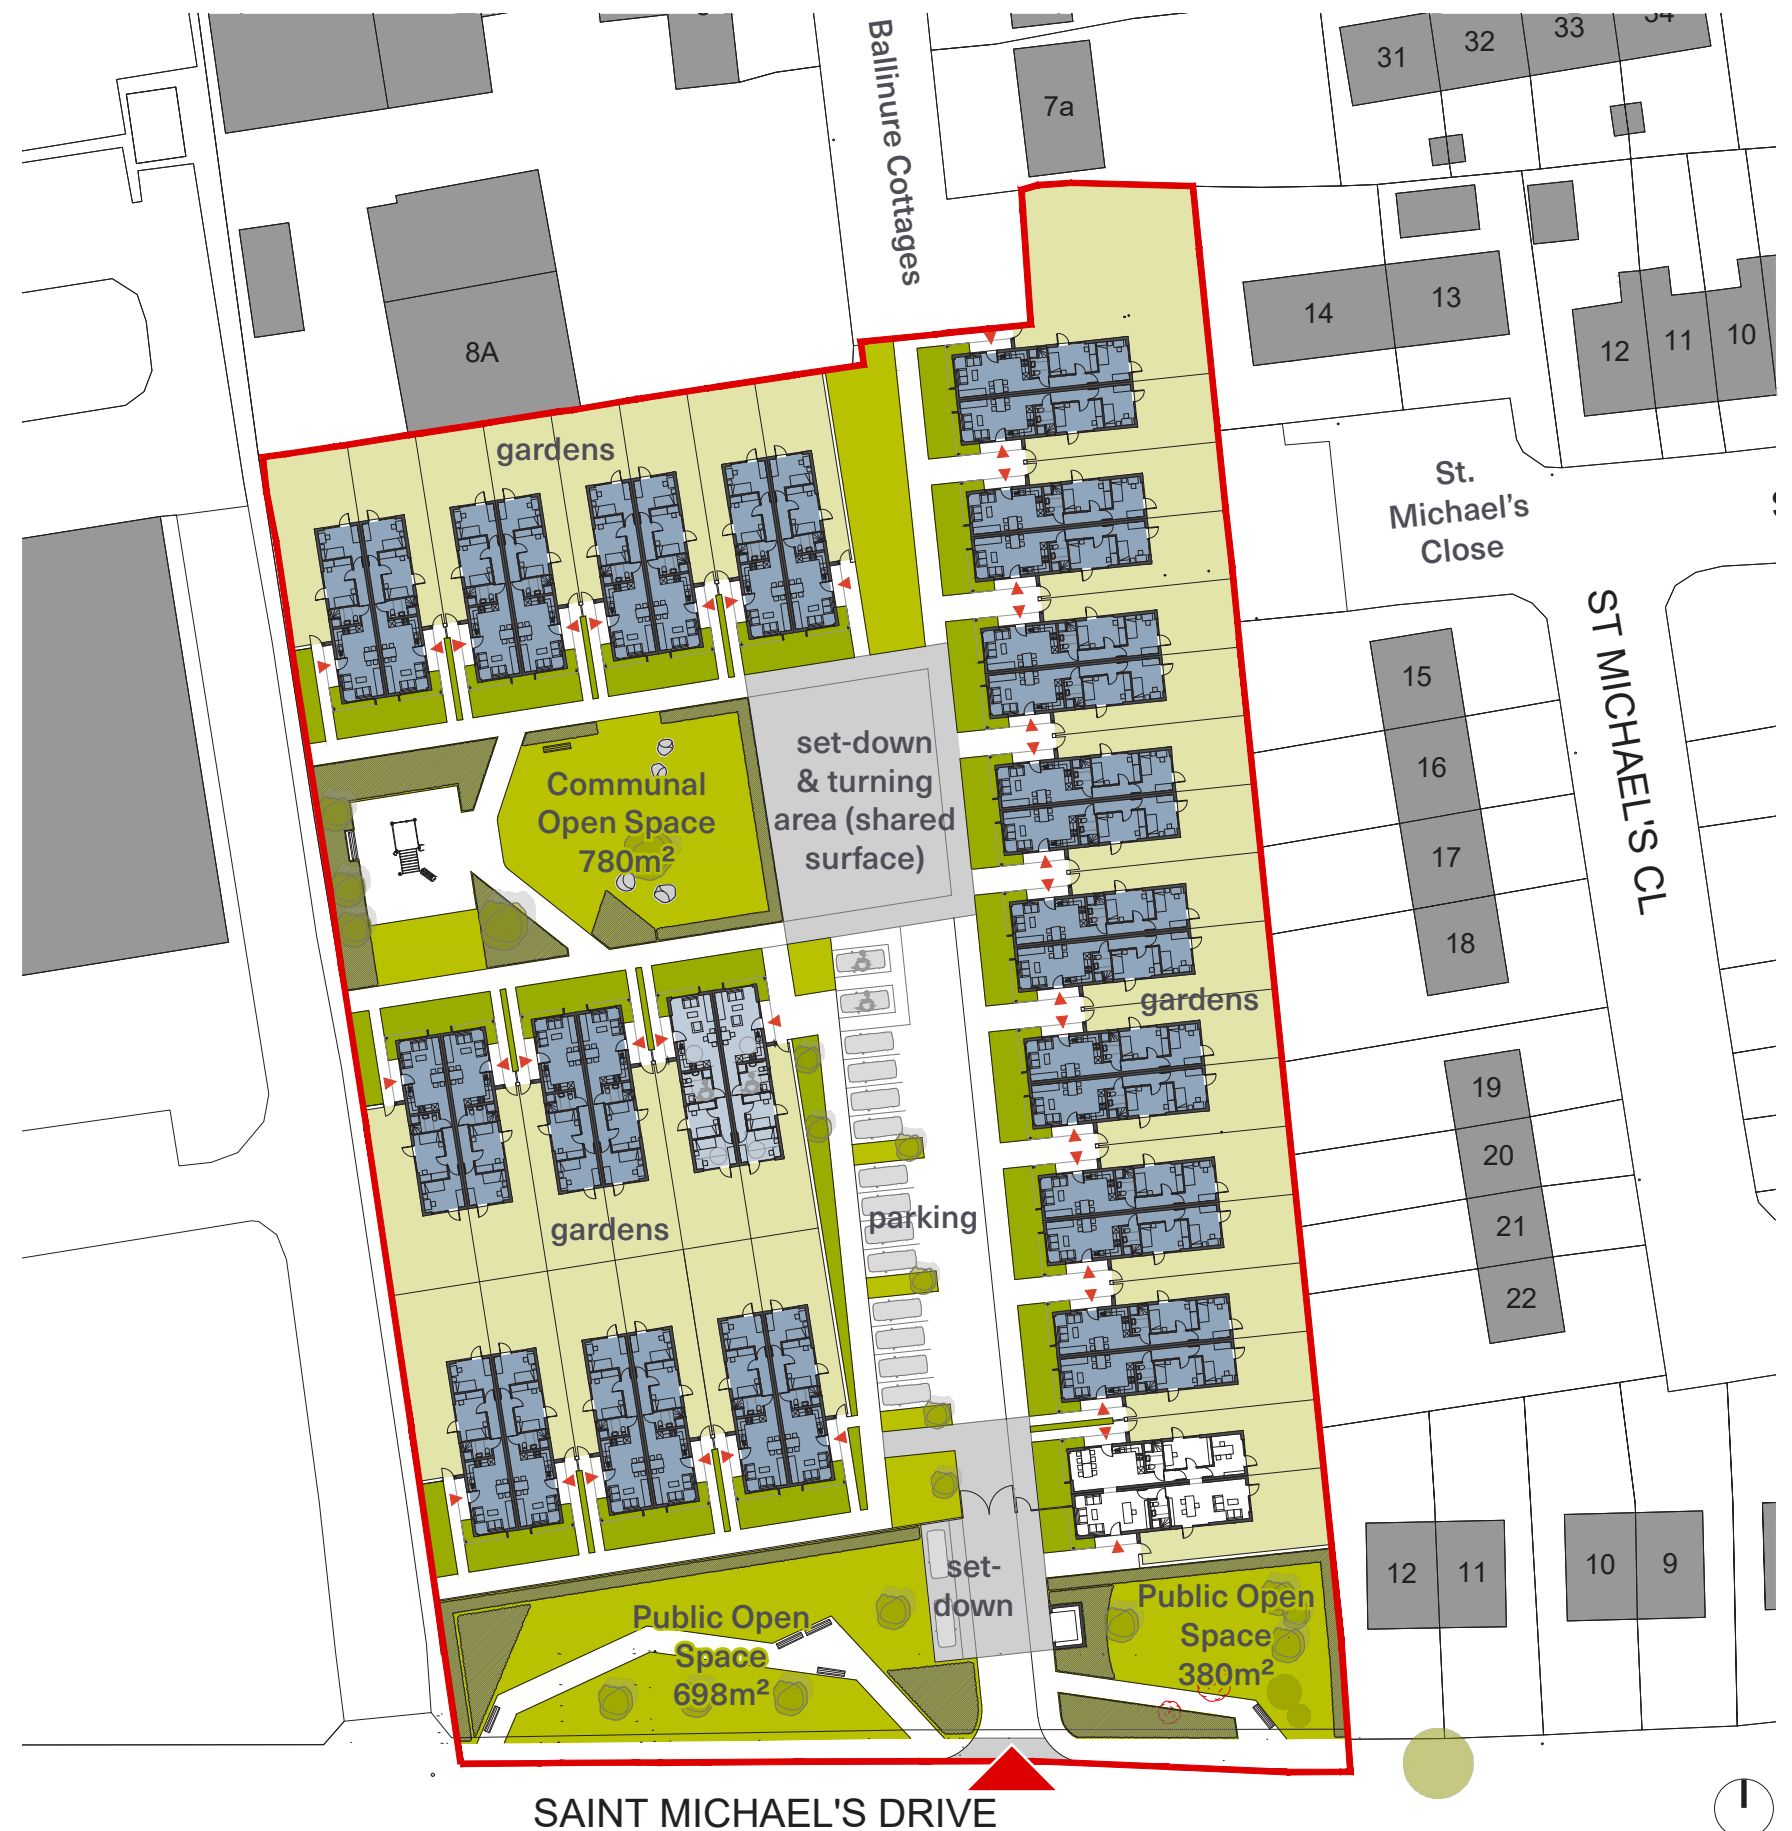 31
32
33
34
Ballinure Cottages
7a
14
13
12
11
10
8A
gardens
St.
Michael's
Close
ST MICHAEL'S CL
15
16
17
18
set-down
& turning
area (shared
surface)
Communal
Open Space
780m²
gardens
19
20
21
22
parking
gardens
set-
down
Public Open
Space
698m²
Public Open
Space
380m²
12
11
10
9
SAINT MICHAEL'S DRIVE